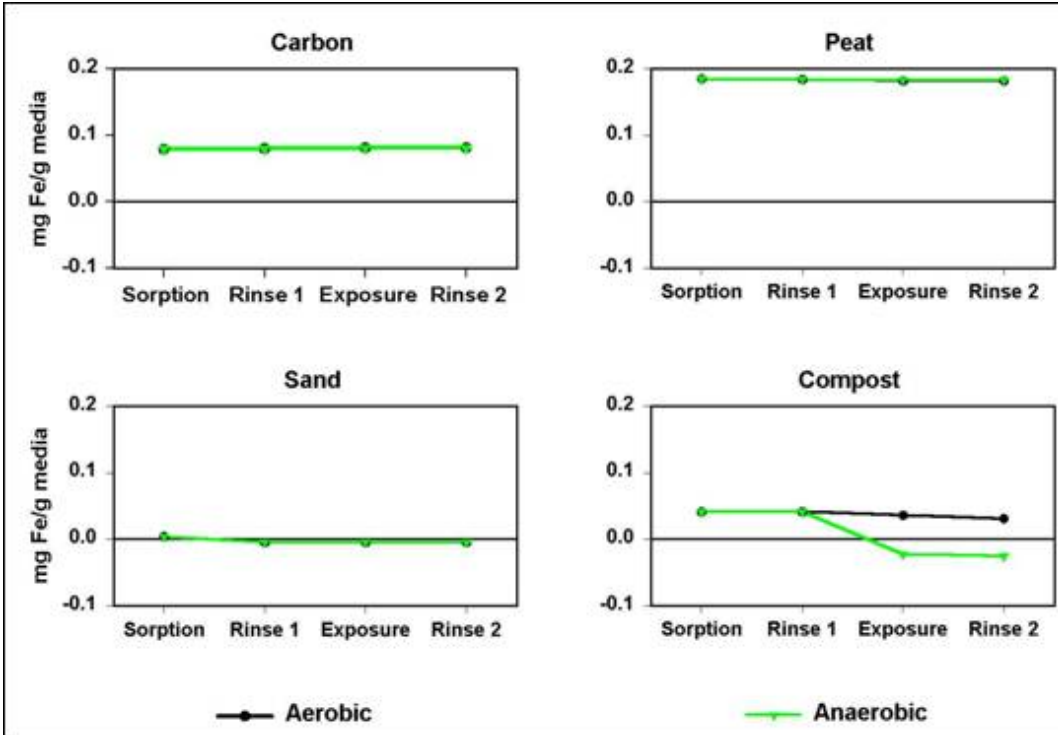 Carbon
Peat
mg Fe/g media
0.2
0.1
0.0
-0.1
Sorption Rinse 1 Exposure Rinse 2
0.2
0.1
0.0
-0.1
Sorption Rinse 1 Exposure Rinse 2
Sand
Compost
mg Fe/g media
0.2
0.1
0.0
-0.1
Sorption Rinse 1 Exposure Rinse 2
0.2
0.1
0.0
-0.1
Sorption Rinse 1 Exposure Rinse 2
Aerobic
Anaerobic